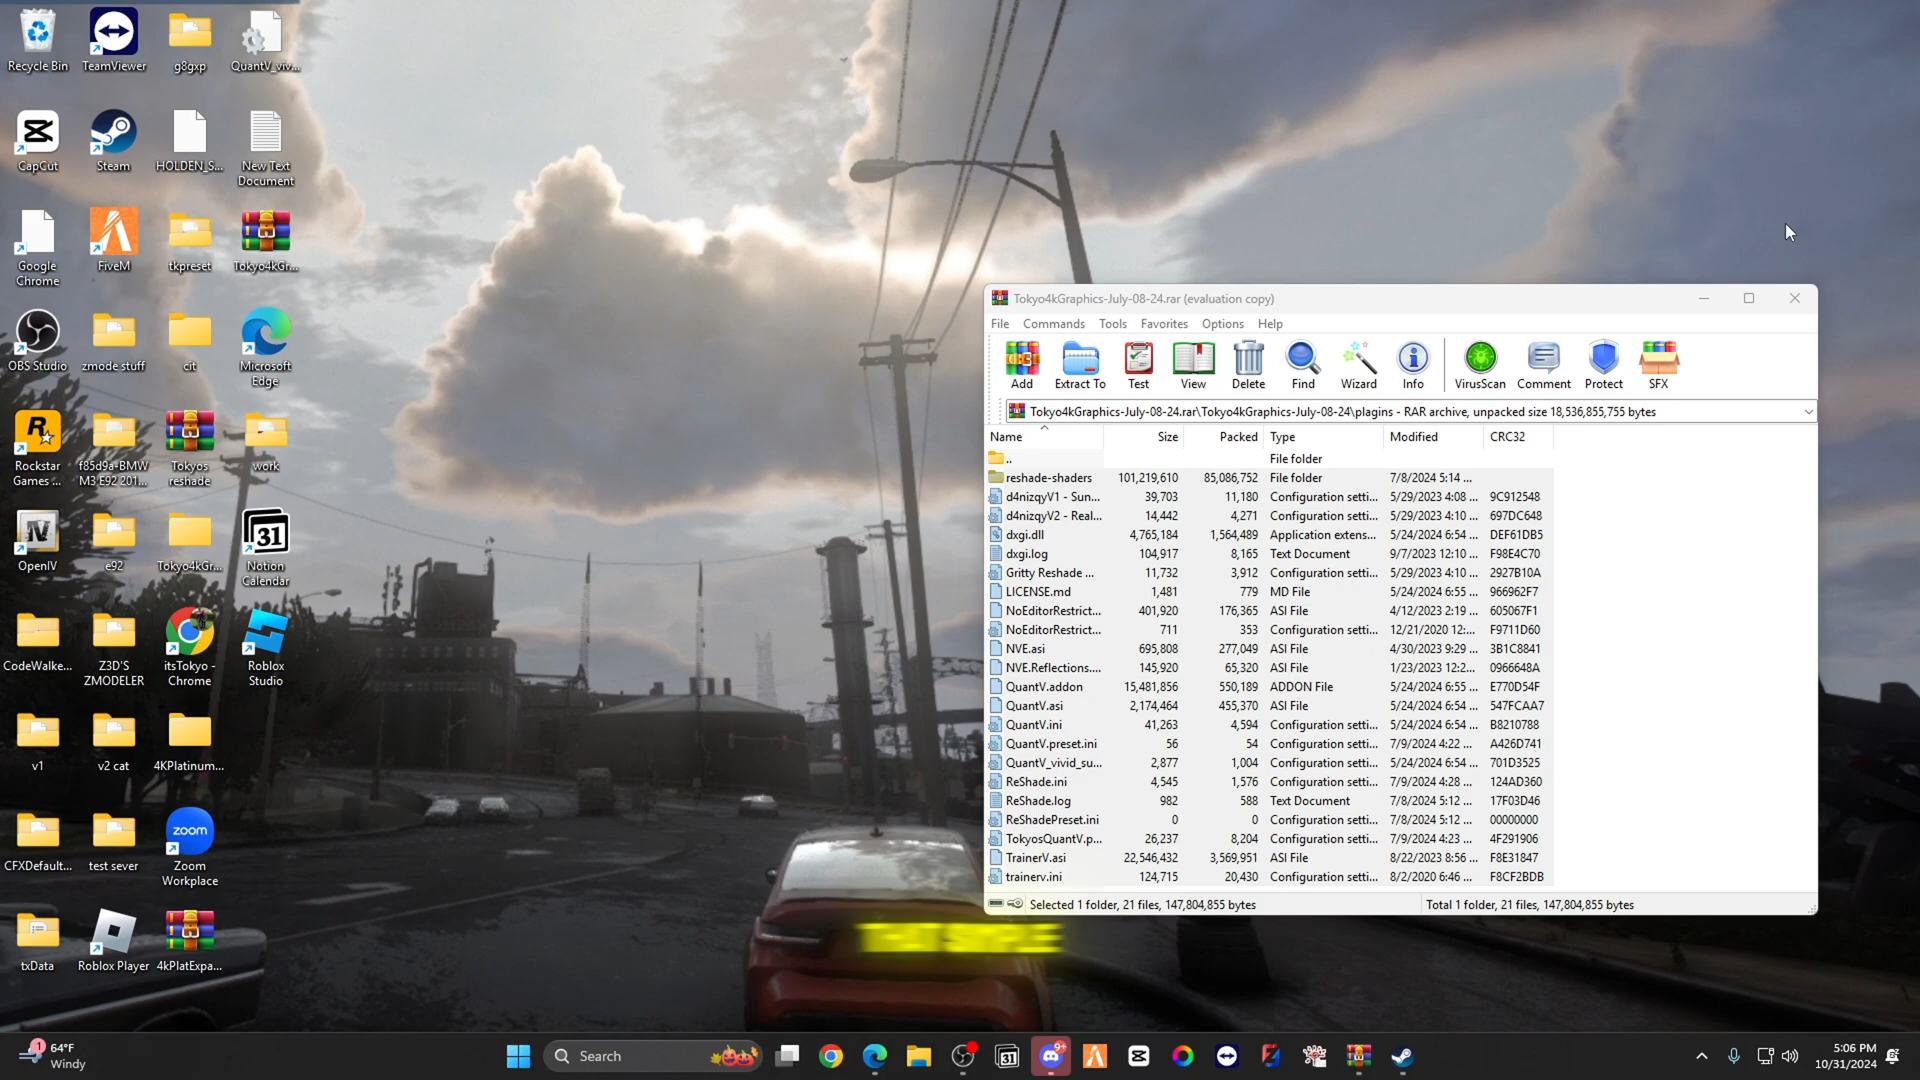 Recycle Bin
TeamViewer
g8gxp
QuantV_viv...
CapCut
Steam
HOLDEN_S...
New Text
Document
Google
Chrome
FiveM
tkpreset
Tokyo4kGr...
OBS Studio
zmode stuff
cit
Microsoft
Edge
Rockstar
Games ...
f85d9a-BMW
M3 E92 201...
Tokyos
reshade
work
OpenIV
e92
Tokyo4kGr...
31
Notion
Calendar
CodeWalke...
Z3D'S
ZMODELER
itsTokyo -
Chrome
Roblox
Studio
v1
v2 cat
4KPlatinum...
CFXDefault...
test sever
zoom
Zoom
Workplace
txData
Roblox Player
4kPlatExpa...
Tokyo4kGraphics-July-08-24.rar (evaluation copy)
File Commands Tools Favorites Options Help
Add Extract To Test View Delete Find Wizard Info VirusScan Comment Protect SFX
Tokyo4kGraphics-July-08-24.rar\Tokyo4kGraphics-July-08-24\plagins - RAR archive, unpacked size 18,536,855,755 bytes
Name Size Packed Type Modified CRC32
.. File folder
reshade-shaders 101,219,610 85,086,752 File folder 7/8/2024 5:14 ...
d4nizqyV1 - Sun... 39,703 11,180 Configuration setti... 5/29/2023 4:08 ... 9C912548
d4nizqyV2 - Real... 14,442 4,271 Configuration setti... 5/29/2023 4:10 ... 697DC648
dxgi.dll 4,765,184 1,564,489 Application extens... 5/24/2024 6:54 ... DEF61DB5
dxgi.log 104,917 8,165 Text Document 9/7/2023 12:10 ... F98E4C70
Gritty Reshade ... 11,732 3,912 Configuration setti... 5/29/2023 4:10 ... 2927B10A
LICENSE.md 1,481 779 MD File 5/24/2024 6:55 ... 966962F7
NoEditorRestrict... 401,920 176,365 ASI File 4/12/2023 2:19 ... 605067F1
NoEditorRestrict... 711 353 Configuration setti... 12/21/2020 12:... F9711D60
NVE.asi 695,808 277,049 ASI File 4/30/2023 9:29 ... 3B1C8841
NVE.Reflections.... 145,920 65,320 ASI File 1/23/2023 12:2... 0966648A
QuantV.addon 15,481,856 550,189 ADDON File 5/24/2024 6:55 ... E770D54F
QuantV.asi 2,174,464 455,370 ASI File 5/24/2024 6:54 ... 547FCAA7
QuantV.ini 41,263 4,594 Configuration setti... 5/24/2024 6:54 ... B8210788
QuantV.preset.ini 56 54 Configuration setti... 7/9/2024 4:22 ... A426D741
QuantV_vivid_su... 2,877 1,004 Configuration setti... 5/24/2024 6:54 ... 701D3525
ReShade.ini 4,545 1,576 Configuration setti... 7/9/2024 4:28 ... 124AD360
ReShade.log 982 588 Text Document 7/8/2024 5:12 ... 17F03D46
ReShadePreset.ini 0 0 Configuration setti... 7/8/2024 5:12 ... 00000000
TokyosQuantV.p... 26,237 8,204 Configuration setti... 7/9/2024 4:23 ... 4F291906
TrainerV.asi 22,546,432 3,569,951 ASI File 8/22/2023 8:56 ... F8E31847
trainerv.ini 124,715 20,430 Configuration setti... 8/2/2020 6:46 ... F8CF2BDB
Selected 1 folder, 21 files, 147,804,855 bytes Total 1 folder, 21 files, 147,804,855 bytes
THAT SIMPLE
1 64°F
Windy
Search
31
9+
5:06 PM
10/31/2024